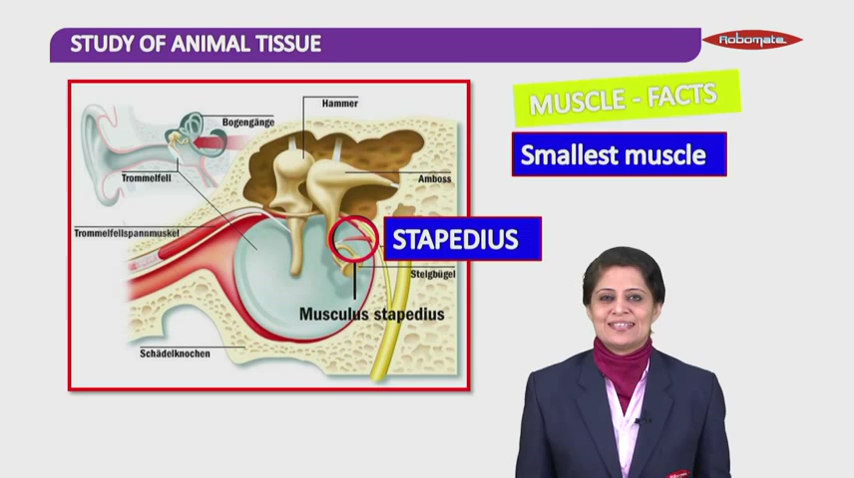 STUDY OF ANIMAL TISSUE
Robomate
MUSCLE - FACTS
Smallest muscle
Hammer
Bogengänge
Trommelfell
Amboss
Trommelfellspannmuskel
STAPEDIUS
Steigbügel
Musculus stapedius
Schädelknochen